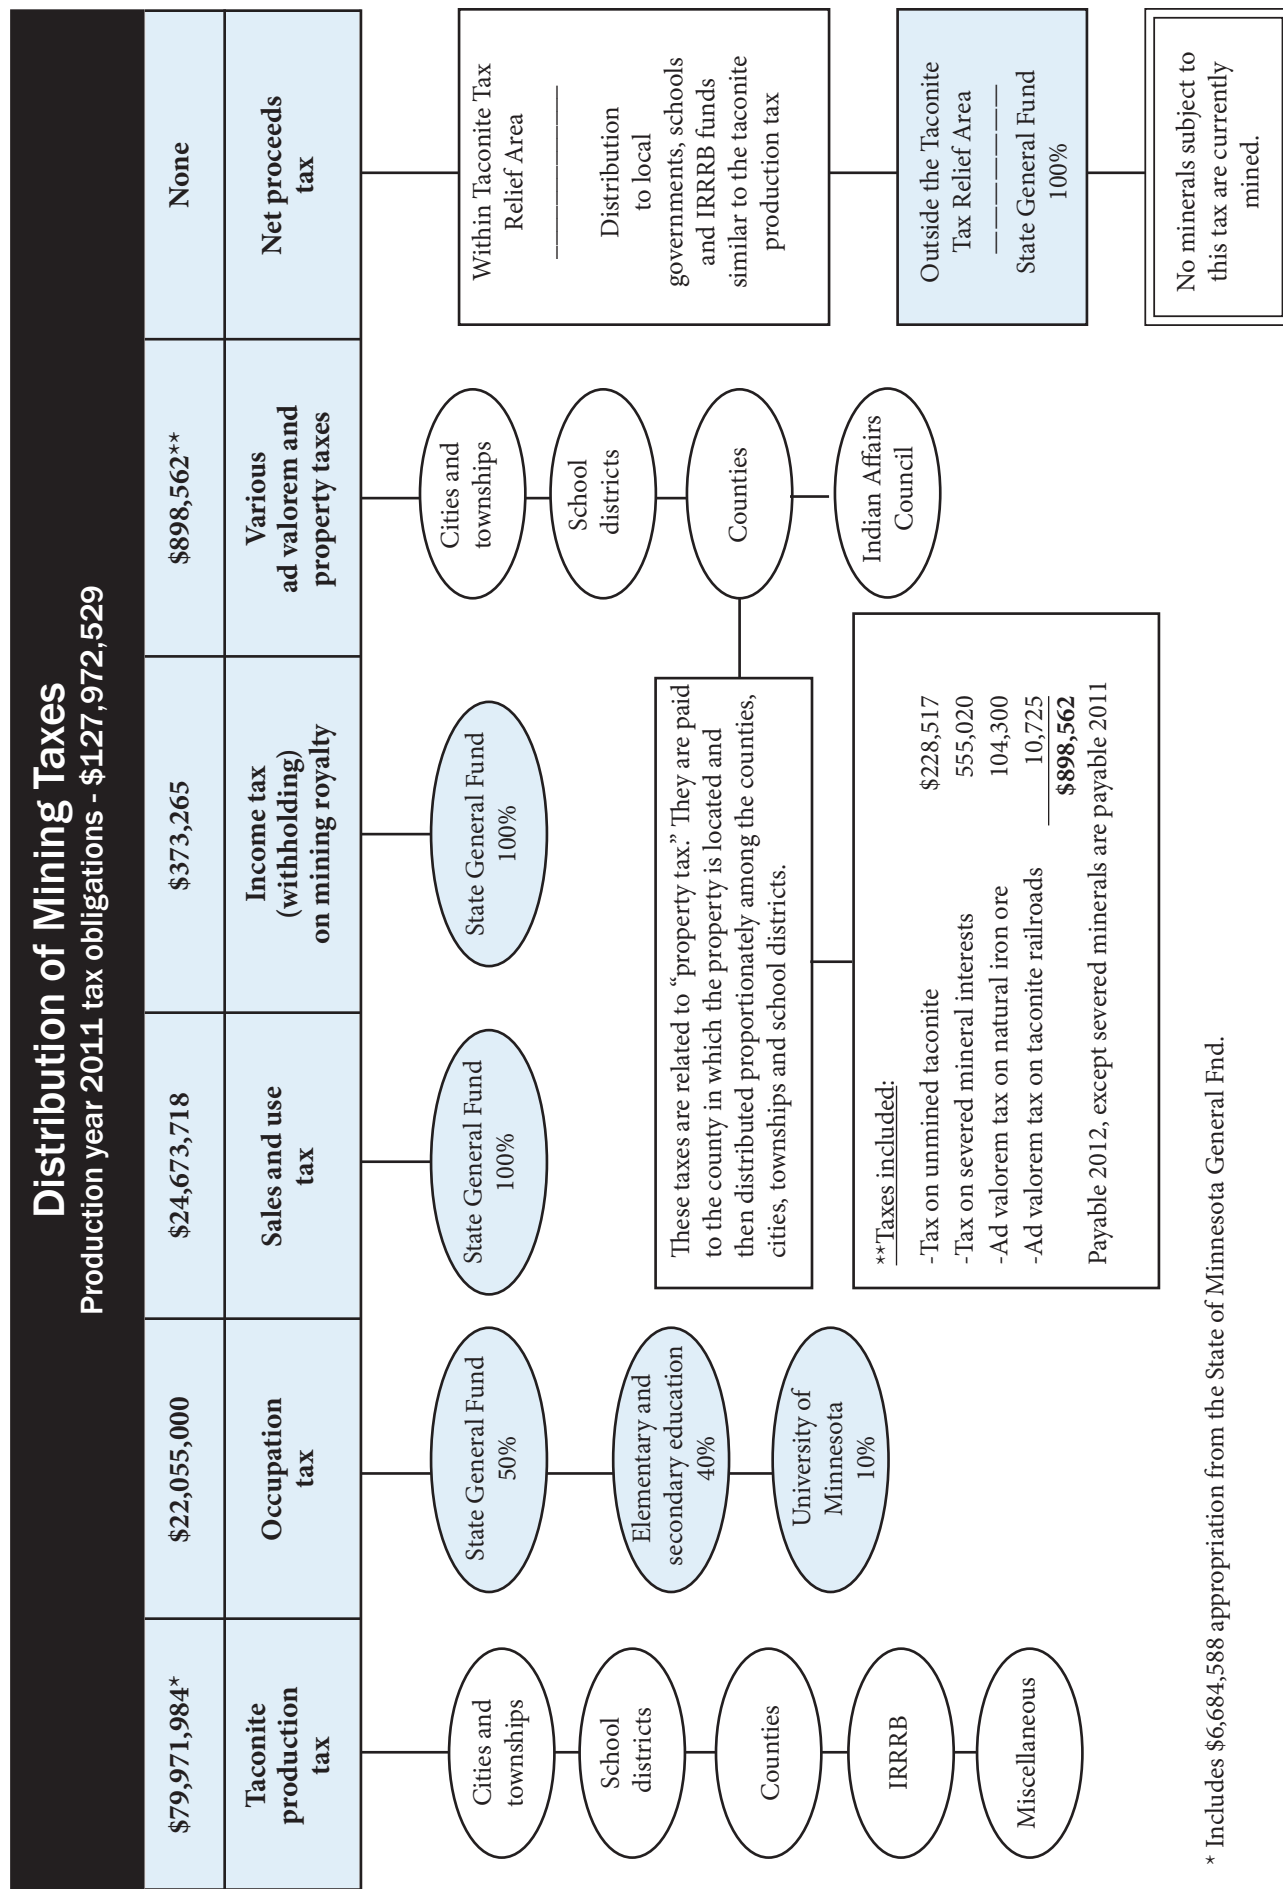 Distribution of Mining Taxes
Production year 2011 tax obligations - $127,972,529
$79,971,984*
$22,055,000
$24,673,718
$373,265
$898,562**
None
Taconite
production
tax
Occupation
tax
Sales and use
tax
Income tax
(withholding)
on mining royalty
Various
ad valorem and
property taxes
Net proceeds
tax
Cities and
townships
School
districts
Counties
IRRRB
Miscellaneous
State General Fund
50%
Elementary and
secondary education
40%
University of
Minnesota
10%
State General Fund
100%
State General Fund
100%
Cities and
townships
School
districts
Counties
Indian Affairs
Council
These taxes are related to “property tax.” They are paid
to the county in which the property is located and
then distributed proportionately among the counties,
cities, townships and school districts.
**Taxes included:
-Tax on unmined taconite $228,517
-Tax on severed mineral interests 555,020
-Ad valorem tax on natural iron ore 104,300
-Ad valorem tax on taconite railroads 10,725
$898,562
Payable 2012, except severed minerals are payable 2011
Within Taconite Tax
Relief Area
Distribution
to local
governments, schools
and IRRRB funds
similar to the taconite
production tax
Outside the Taconite
Tax Relief Area
State General Fund
100%
No minerals subject to
this tax are currently
mined.
* Includes $6,684,588 appropriation from the State of Minnesota General Fnd.